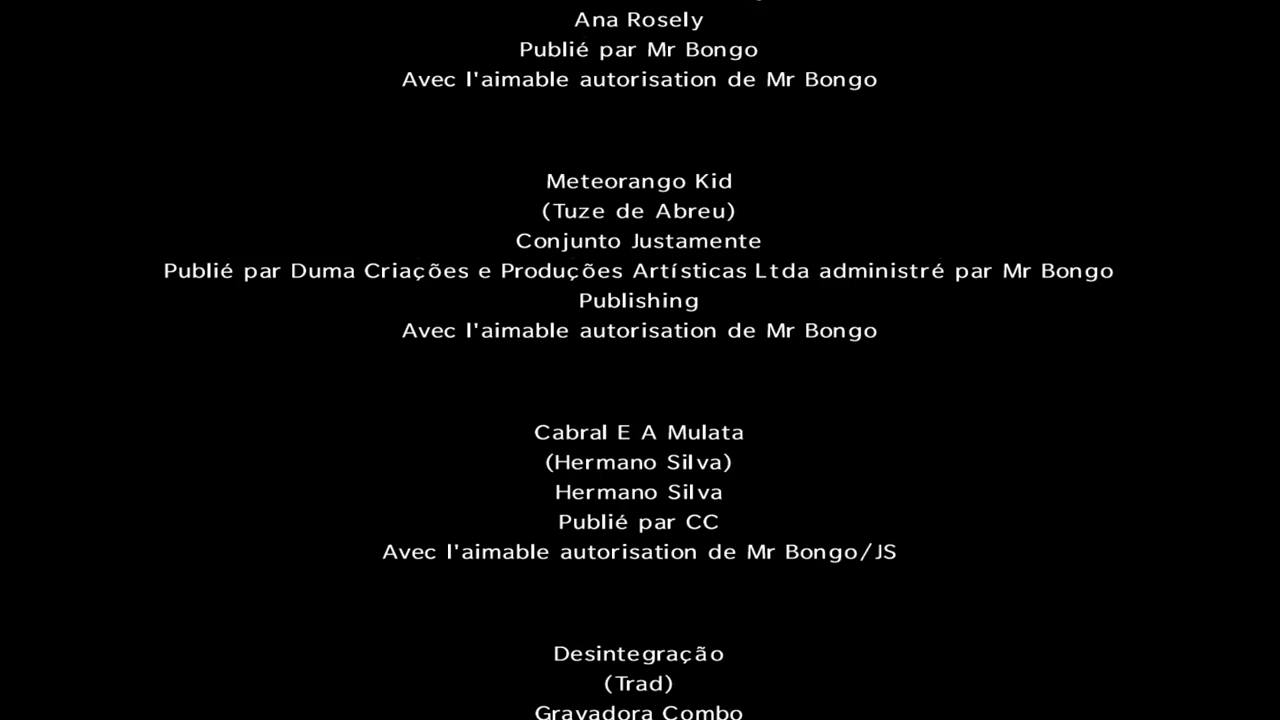 Ana Rosely
Publié par Mr Bongo
Avec l'aimable autorisation de Mr Bongo
Meteorango Kid
(Tuze de Abreu)
Conjunto Justamente
Publié par Duma Criações e Produções Artísticas Ltda administré par Mr Bongo
Publishing
Avec l'aimable autorisation de Mr Bongo
Cabral E A Mulata
(Hermano Silva)
Hermano Silva
Publié par CC
Avec l'aimable autorisation de Mr Bongo/JS
Desintegração
(Trad)
Gravadora Combo